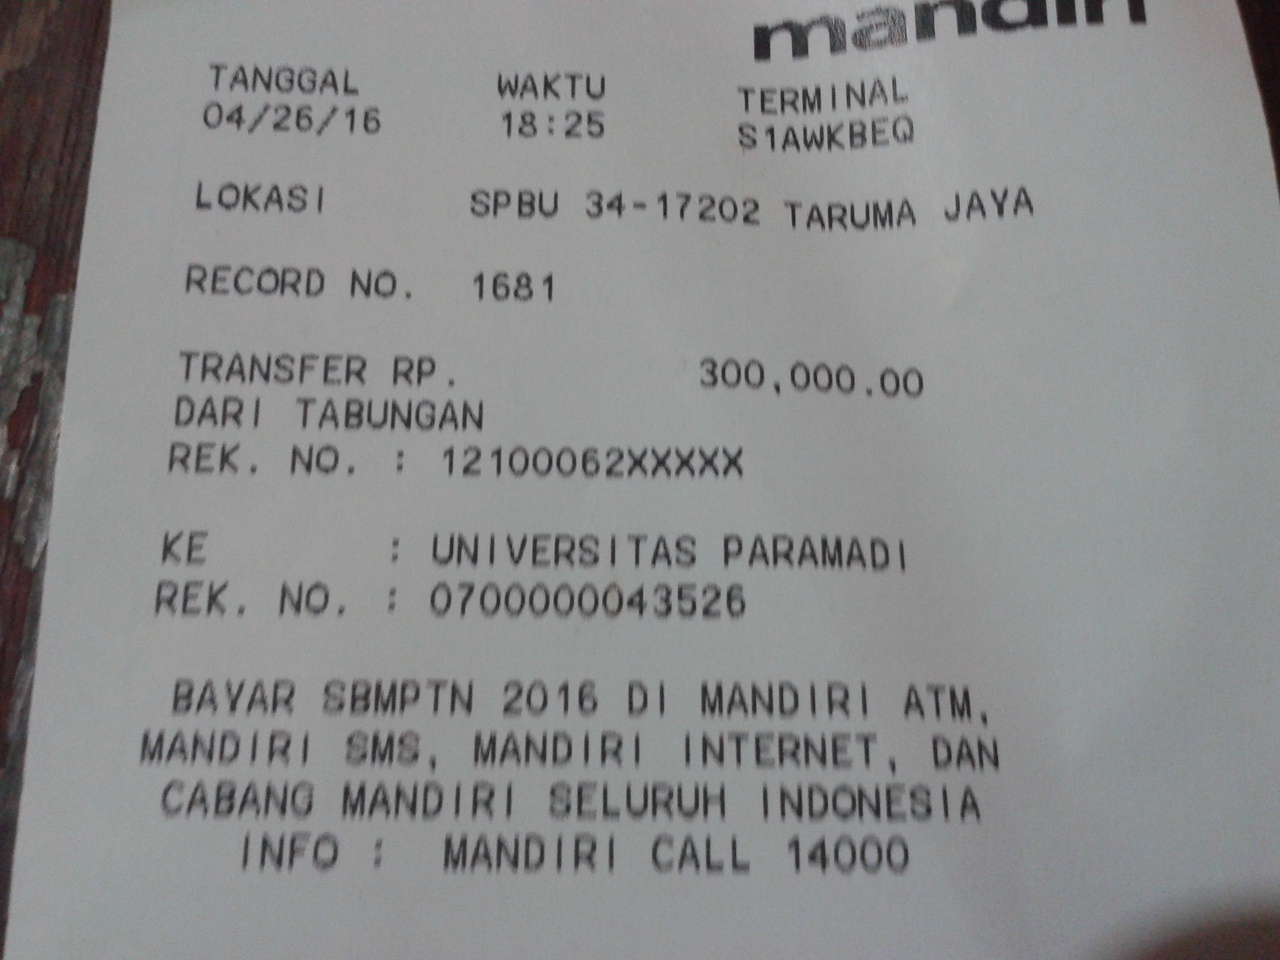 mandiri
TANGGAL WAKTU TERMINAL
04/26/16 18:25 S1AWKBEQ
LOKASI SPBU 34-17202 TARUMA JAYA
RECORD NO. 1681
TRANSFER RP. 300,000.00
DARI TABUNGAN
REK. NO. : 12100062XXXXX
KE : UNIVERSITAS PARAMADI
REK. NO. : 0700000043526
BAYAR SBMPTN 2016 DI MANDIRI ATM,
MANDIRI SMS, MANDIRI INTERNET, DAN
CABANG MANDIRI SELURUH INDONESIA
INFO : MANDIRI CALL 14000